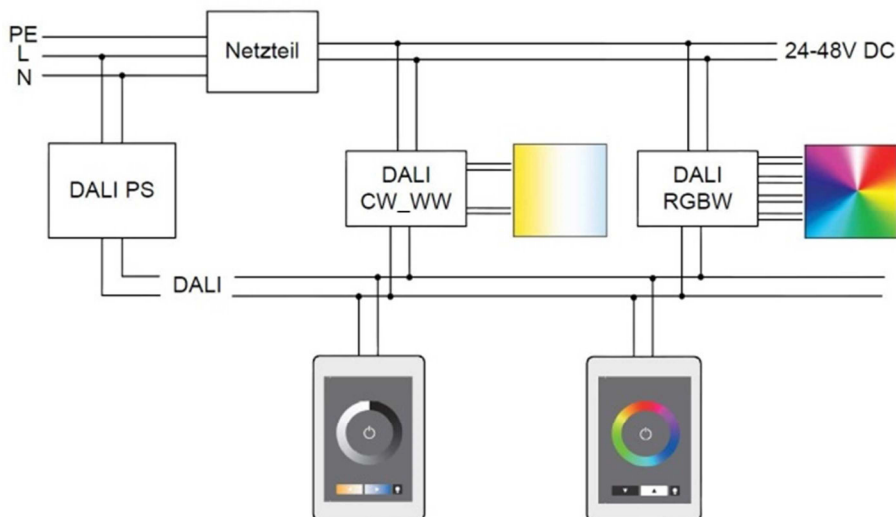 PE
L
N
Netzteil
24-48V DC
DALI PS
DALI
CW_WW
DALI
RGBW
DALI